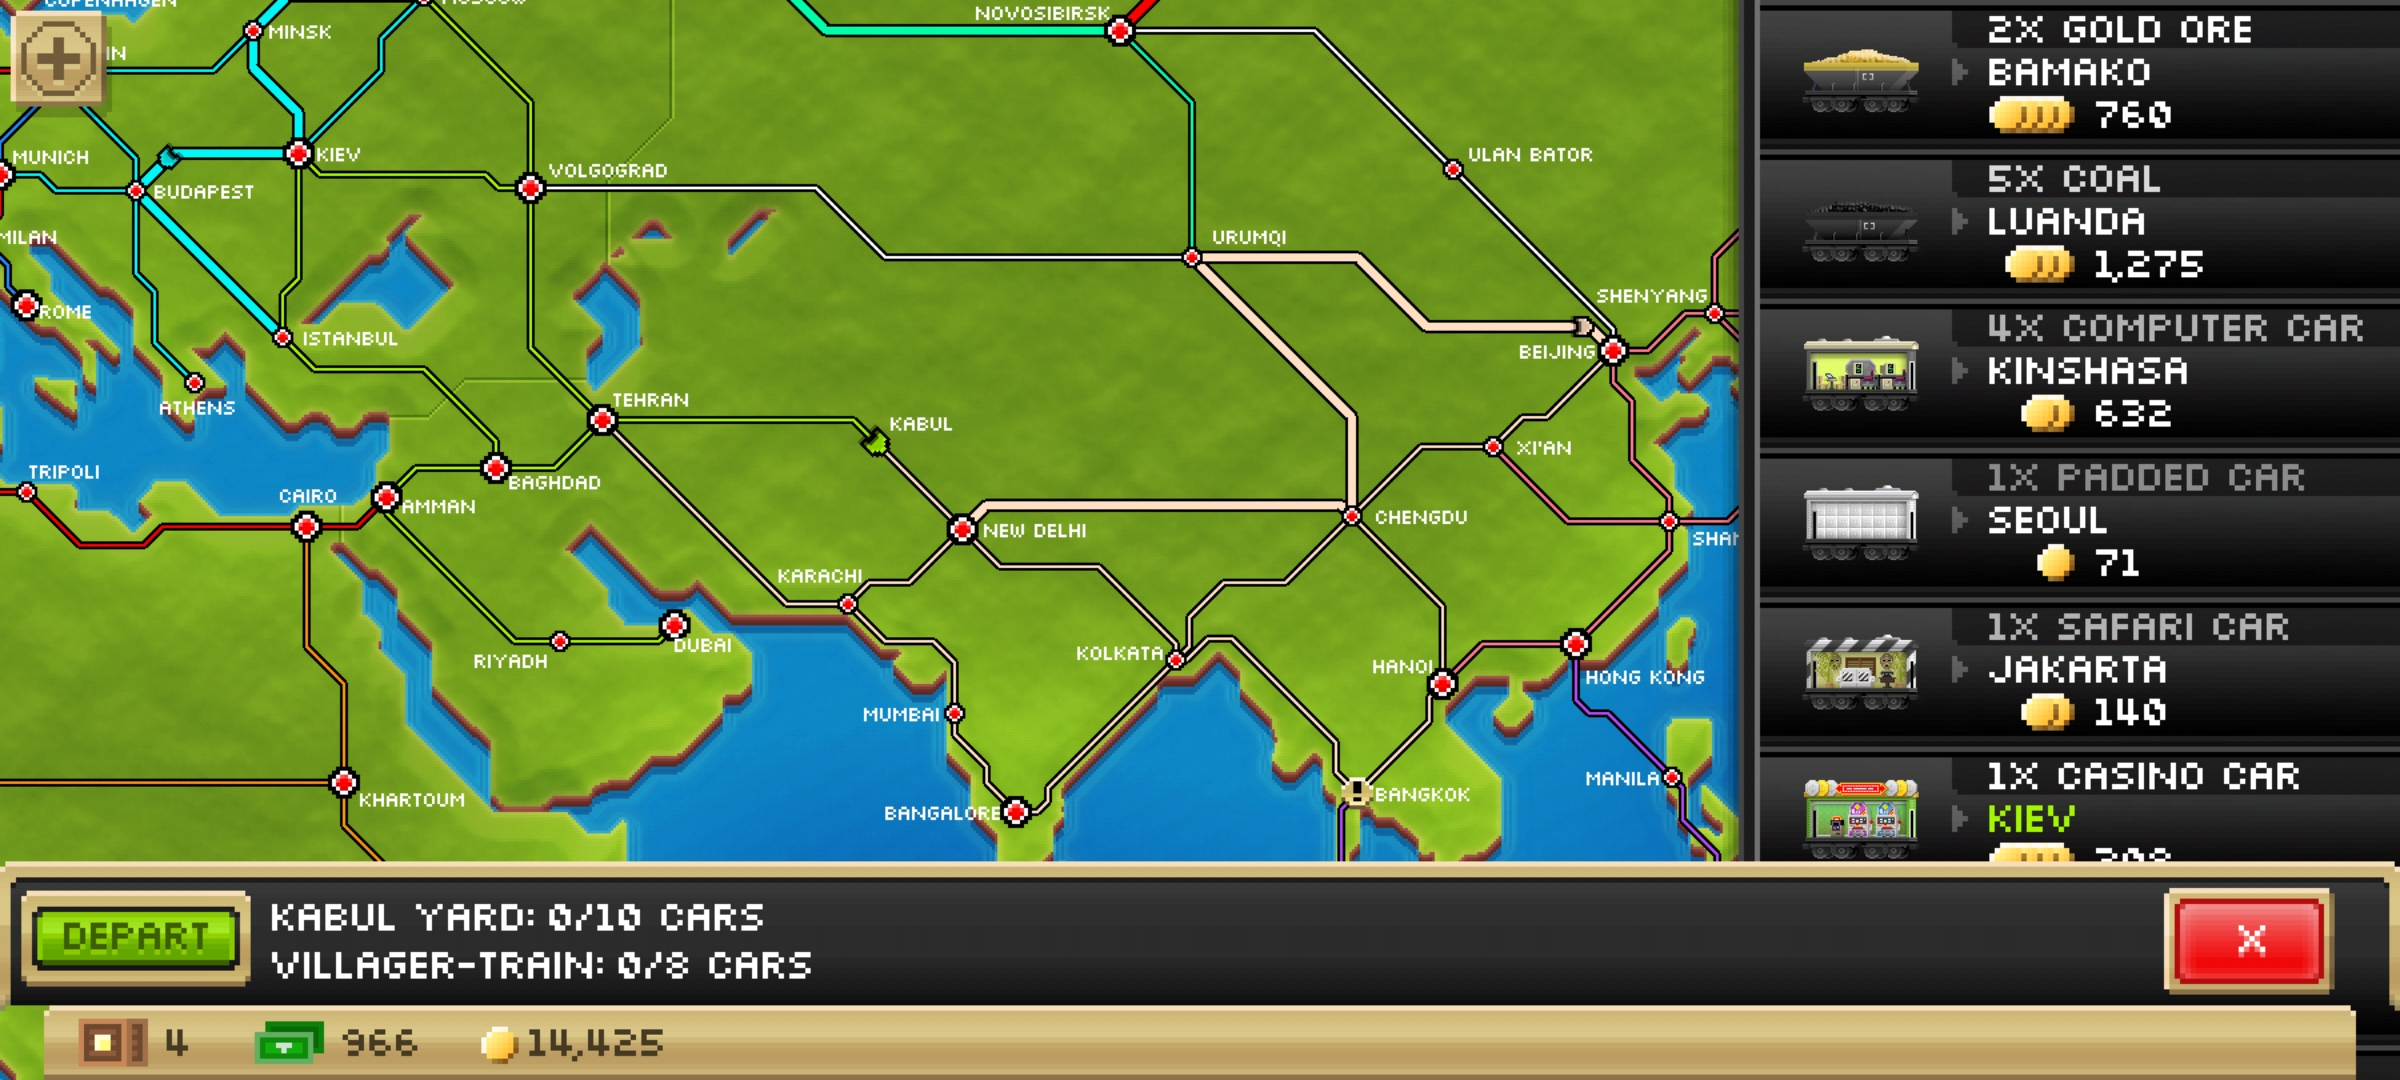 COPENHAGEN
MOSCOW
MINSK
NOVOSIBIRSK
IN
MUNICH
KIEV
BUDAPEST
VOLGOGRAD
ULAN BATOR
MILAN
URUMQI
ROME
ISTANBUL
SHENYANG
BEIJING
ATHENS
TEHRAN
KABUL
XI'AN
TRIPOLI
CAIRO
AMMAN
BAGHDAD
NEW DELHI
CHENGDU
SHAN
KARACHI
RIYADH
DUBAI
KOLKATA
HANOI
HONG KONG
MUMBAI
KHARTOUM
BANGALORE
BANGKOK
MANILA
2X GOLD ORE
BAMAKO
760
5X COAL
LUANDA
1,275
4X COMPUTER CAR
KINSHASA
632
1X PADDED CAR
SEOUL
71
1X SAFARI CAR
JAKARTA
140
1X CASINO CAR
KIEV
DEPART
KABUL YARD: 0/10 CARS
VILLAGER-TRAIN: 0/8 CARS
X
4
966
14,425